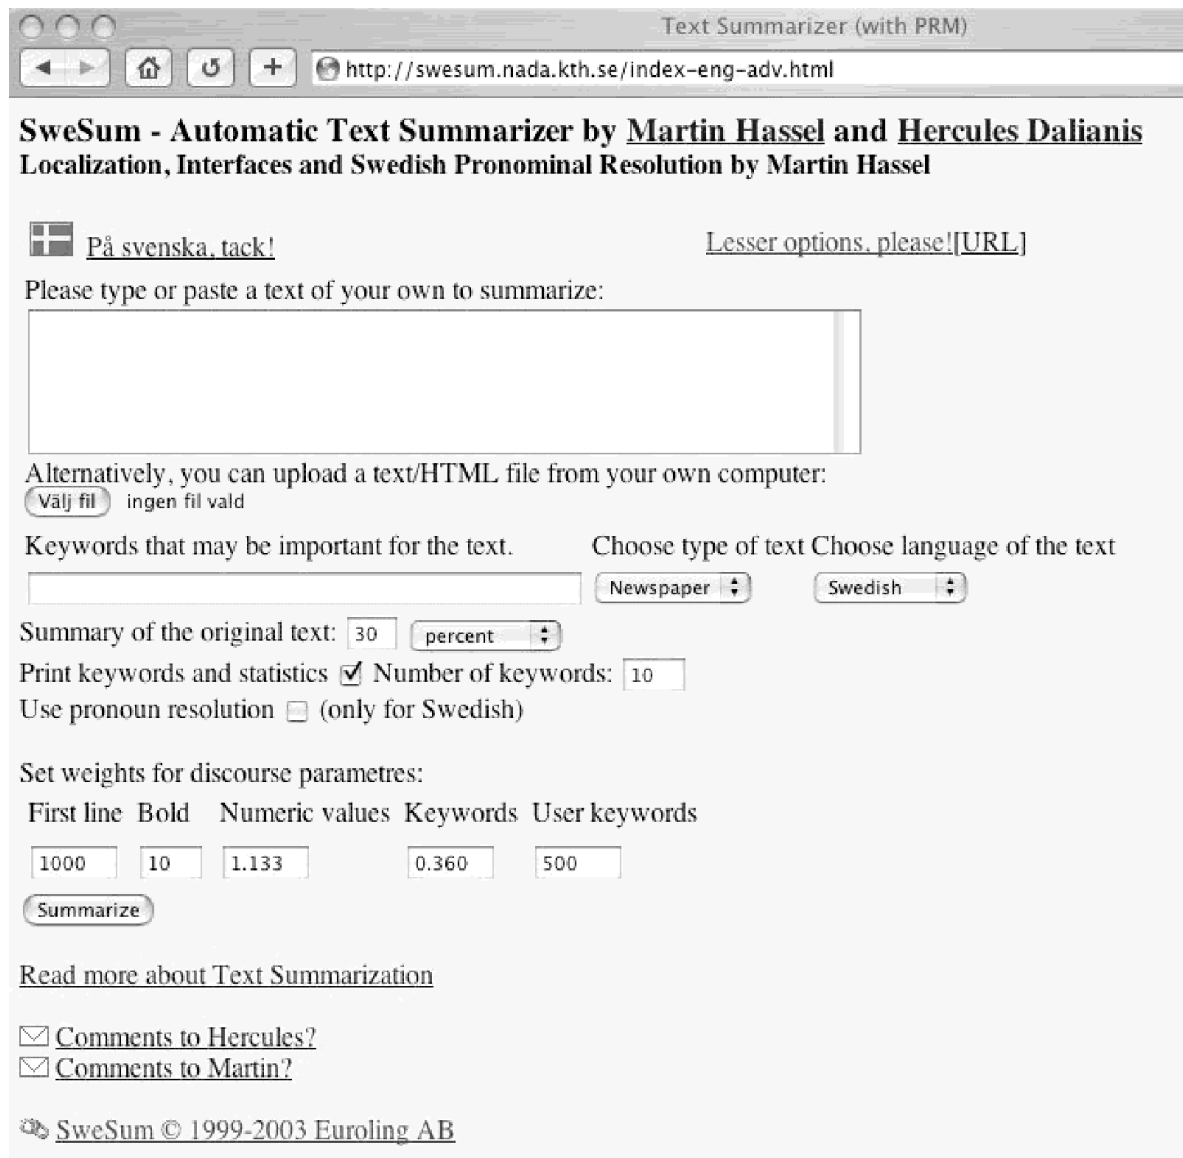 Text Summarizer (with PRM)
http://swesum.nada.kth.se/index-eng-adv.html
SweSum - Automatic Text Summarizer by Martin Hassel and Hercules Dalianis
Localization, Interfaces and Swedish Pronominal Resolution by Martin Hassel
På svenska, tack! Lesser options, please![URL]
Please type or paste a text of your own to summarize:
Alternatively, you can upload a text/HTML file from your own computer:
Välj fil ingen fil vald
Keywords that may be important for the text. Choose type of text Choose language of the text
Newspaper Swedish
Summary of the original text: 30 percent
Print keywords and statistics Number of keywords: 10
Use pronoun resolution (only for Swedish)
Set weights for discourse parametres:
First line Bold Numeric values Keywords User keywords
1000 10 1.133 0.360 500
Summarize
Read more about Text Summarization
Comments to Hercules?
Comments to Martin?
SweSum © 1999-2003 Euroling AB